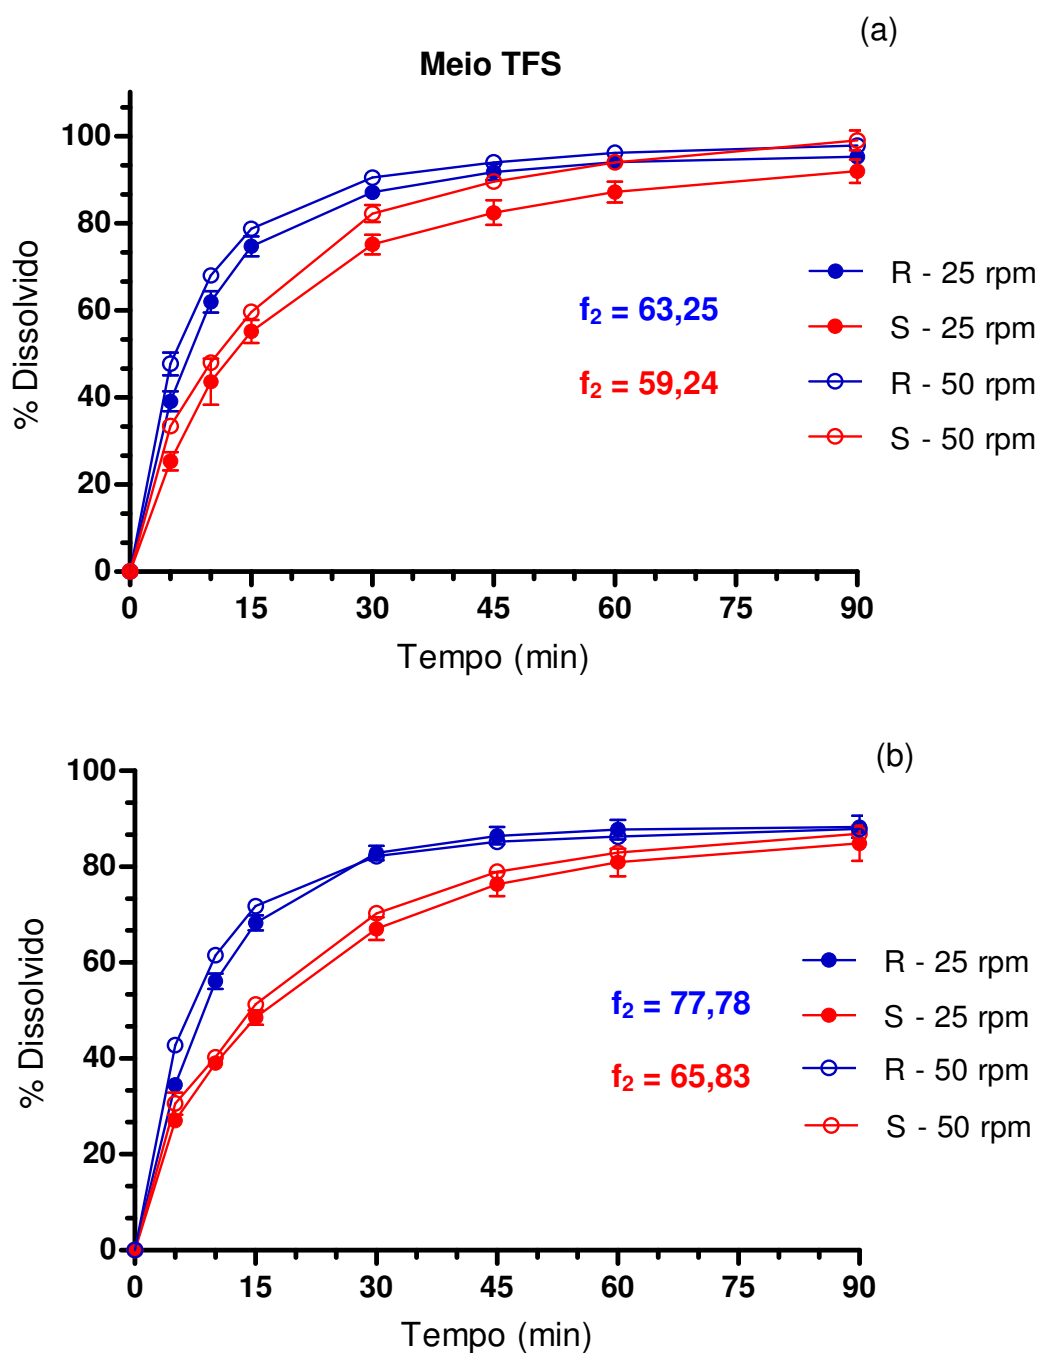 (a)
Meio TFS
100
80
60
40
20
0
% Dissolvido
0 15 30 45 60 75 90
Tempo (min)
f₂ = 63,25
f₂ = 59,24
R - 25 rpm
S - 25 rpm
R - 50 rpm
S - 50 rpm
(b)
100
80
60
40
20
0
% Dissolvido
0 15 30 45 60 75 90
Tempo (min)
f₂ = 77,78
f₂ = 65,83
R - 25 rpm
S - 25 rpm
R - 50 rpm
S - 50 rpm